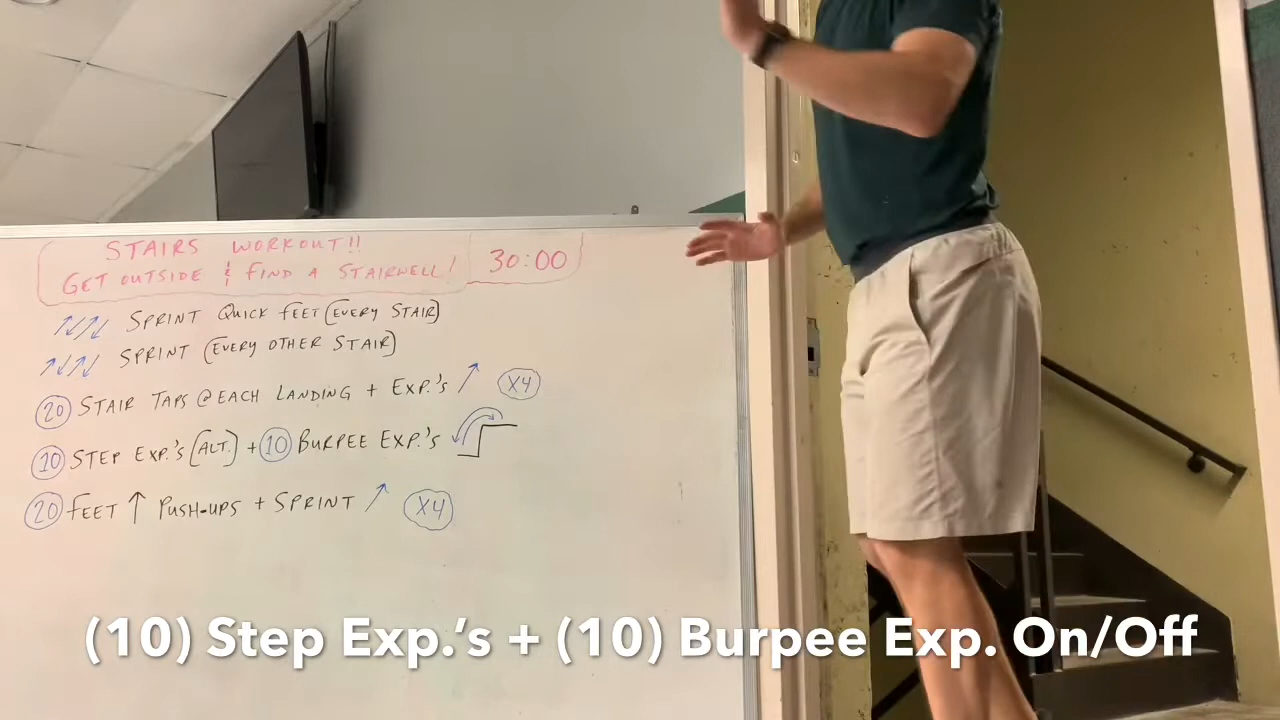 STAIRS WORKOUT!!
GET OUTSIDE & FIND A STAIRWELL! 30:00
↑↓↑↓ SPRINT QUICK FEET (EVERY STAIR)
↑↓↑↓ SPRINT (EVERY OTHER STAIR)
20 STAIR TAPS @ EACH LANDING + EXP.'s ↗ X4
10 STEP EXP.'s (ALT.) + 10 BURPEE EXP.'s
20 FEET ↑ PUSH-UPS + SPRINT ↗ X4
(10) Step Exp.'s + (10) Burpee Exp. On/Off